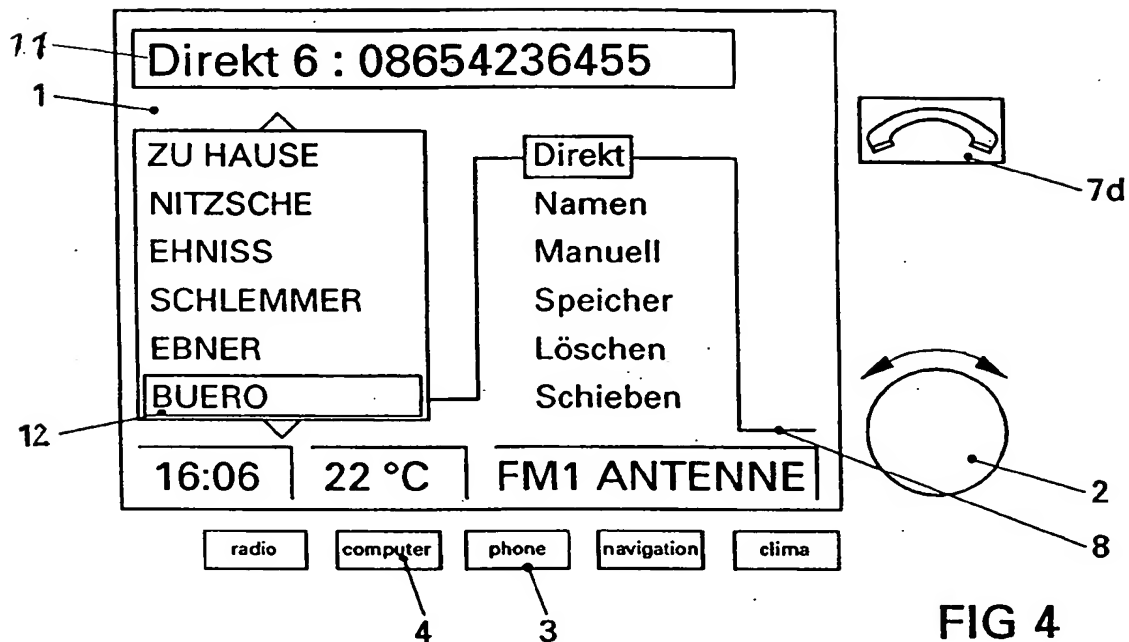 11
Direkt 6 : 08654236455
1
ZU HAUSE
NITZSCHE
EHNISS
SCHLEMMER
EBNER
BUERO
12
Direkt
Namen
Manuell
Speicher
Löschen
Schieben
7d
16:06
22 °C
FM1 ANTENNE
2
8
radio
computer
phone
navigation
clima
4
3
FIG 4